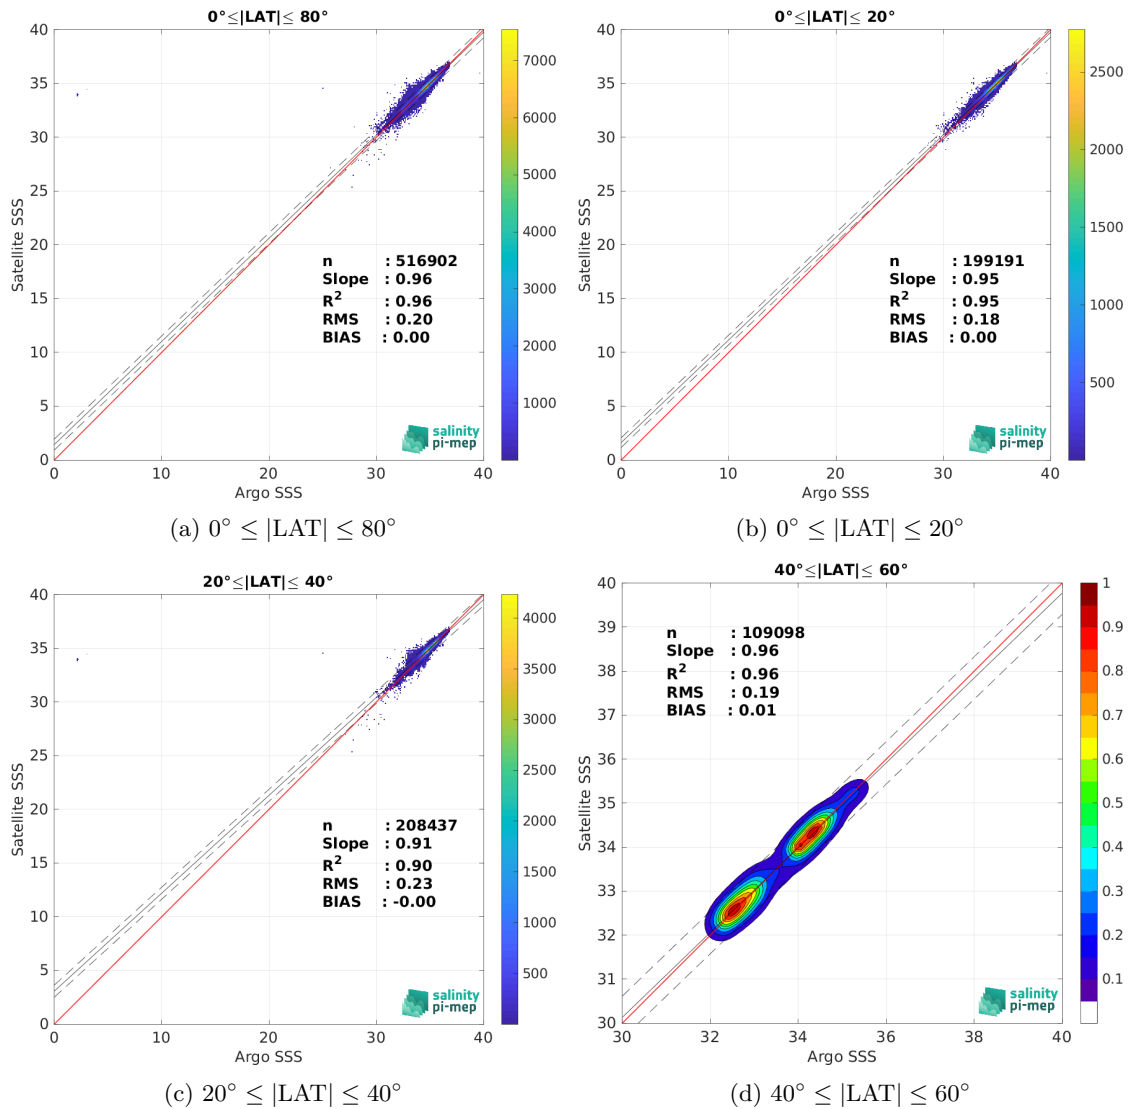 0°≤|LAT|≤ 80°
40
35
30
25
20
15
10
5
0
Satellite SSS
n : 516902
Slope : 0.96
R² : 0.96
RMS : 0.20
BIAS : 0.00
salinity
pi-mep
0 10 20 30 40
Argo SSS
7000
6000
5000
4000
3000
2000
1000
(a) 0° ≤ |LAT| ≤ 80°
0°≤|LAT|≤ 20°
40
35
30
25
20
15
10
5
0
Satellite SSS
n : 199191
Slope : 0.95
R² : 0.95
RMS : 0.18
BIAS : 0.00
salinity
pi-mep
0 10 20 30 40
Argo SSS
2500
2000
1500
1000
500
(b) 0° ≤ |LAT| ≤ 20°
20°≤|LAT|≤ 40°
40
35
30
25
20
15
10
5
0
Satellite SSS
n : 208437
Slope : 0.91
R² : 0.90
RMS : 0.23
BIAS : -0.00
salinity
pi-mep
0 10 20 30 40
Argo SSS
4000
3500
3000
2500
2000
1500
1000
500
(c) 20° ≤ |LAT| ≤ 40°
40°≤|LAT|≤ 60°
40
39
38
37
36
35
34
33
32
31
30
Satellite SSS
n : 109098
Slope : 0.96
R² : 0.96
RMS : 0.19
BIAS : 0.01
salinity
pi-mep
30 32 34 36 38 40
Argo SSS
1
0.9
0.8
0.7
0.6
0.5
0.4
0.3
0.2
0.1
(d) 40° ≤ |LAT| ≤ 60°